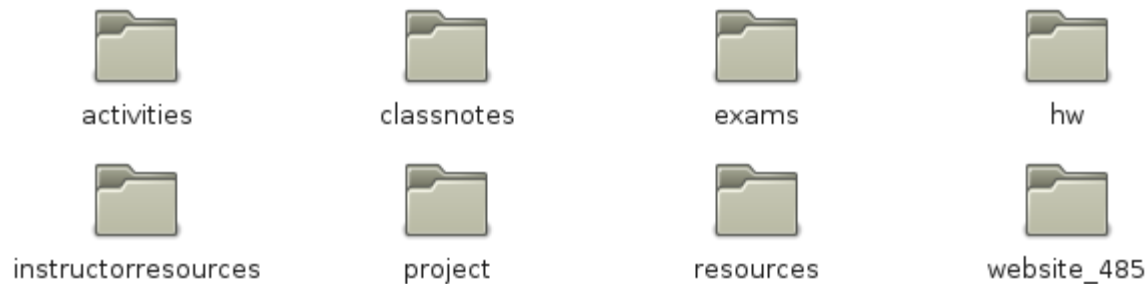 activities classnotes exams hw
instructorresources project resources website_485